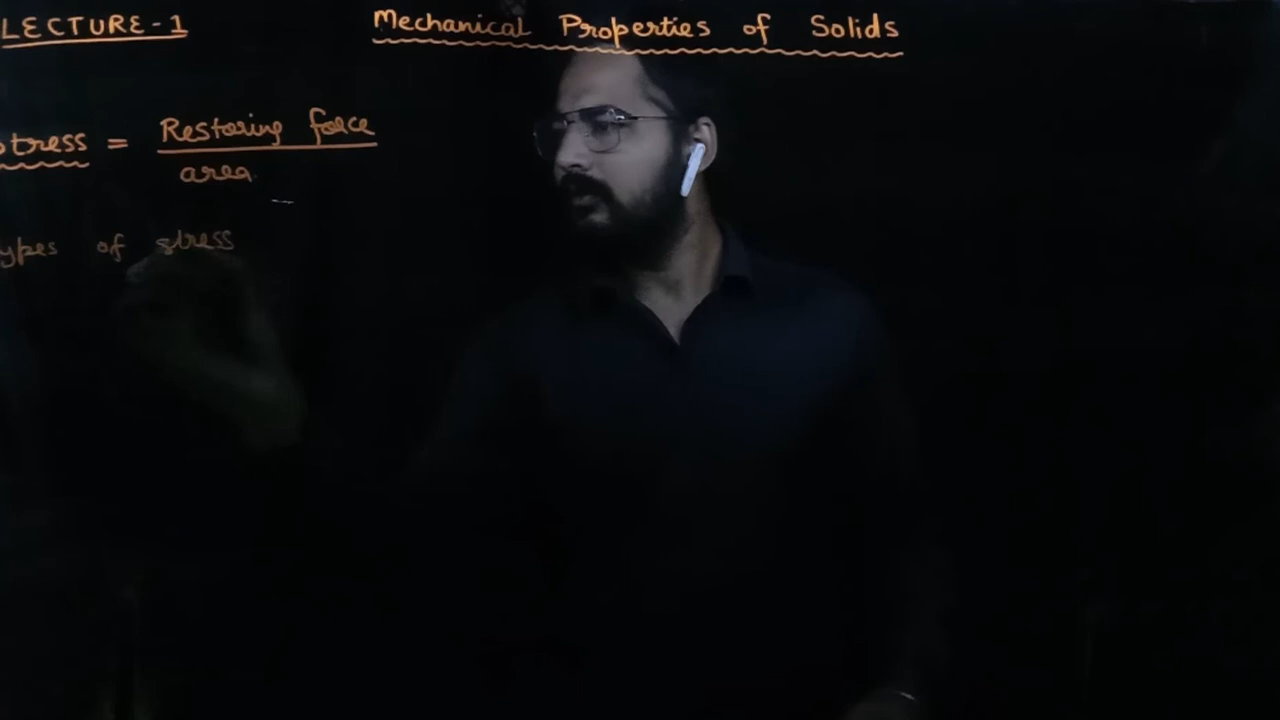 LECTURE-1
Mechanical Properties of Solids
stress = Restoring force
area
ypes of stress